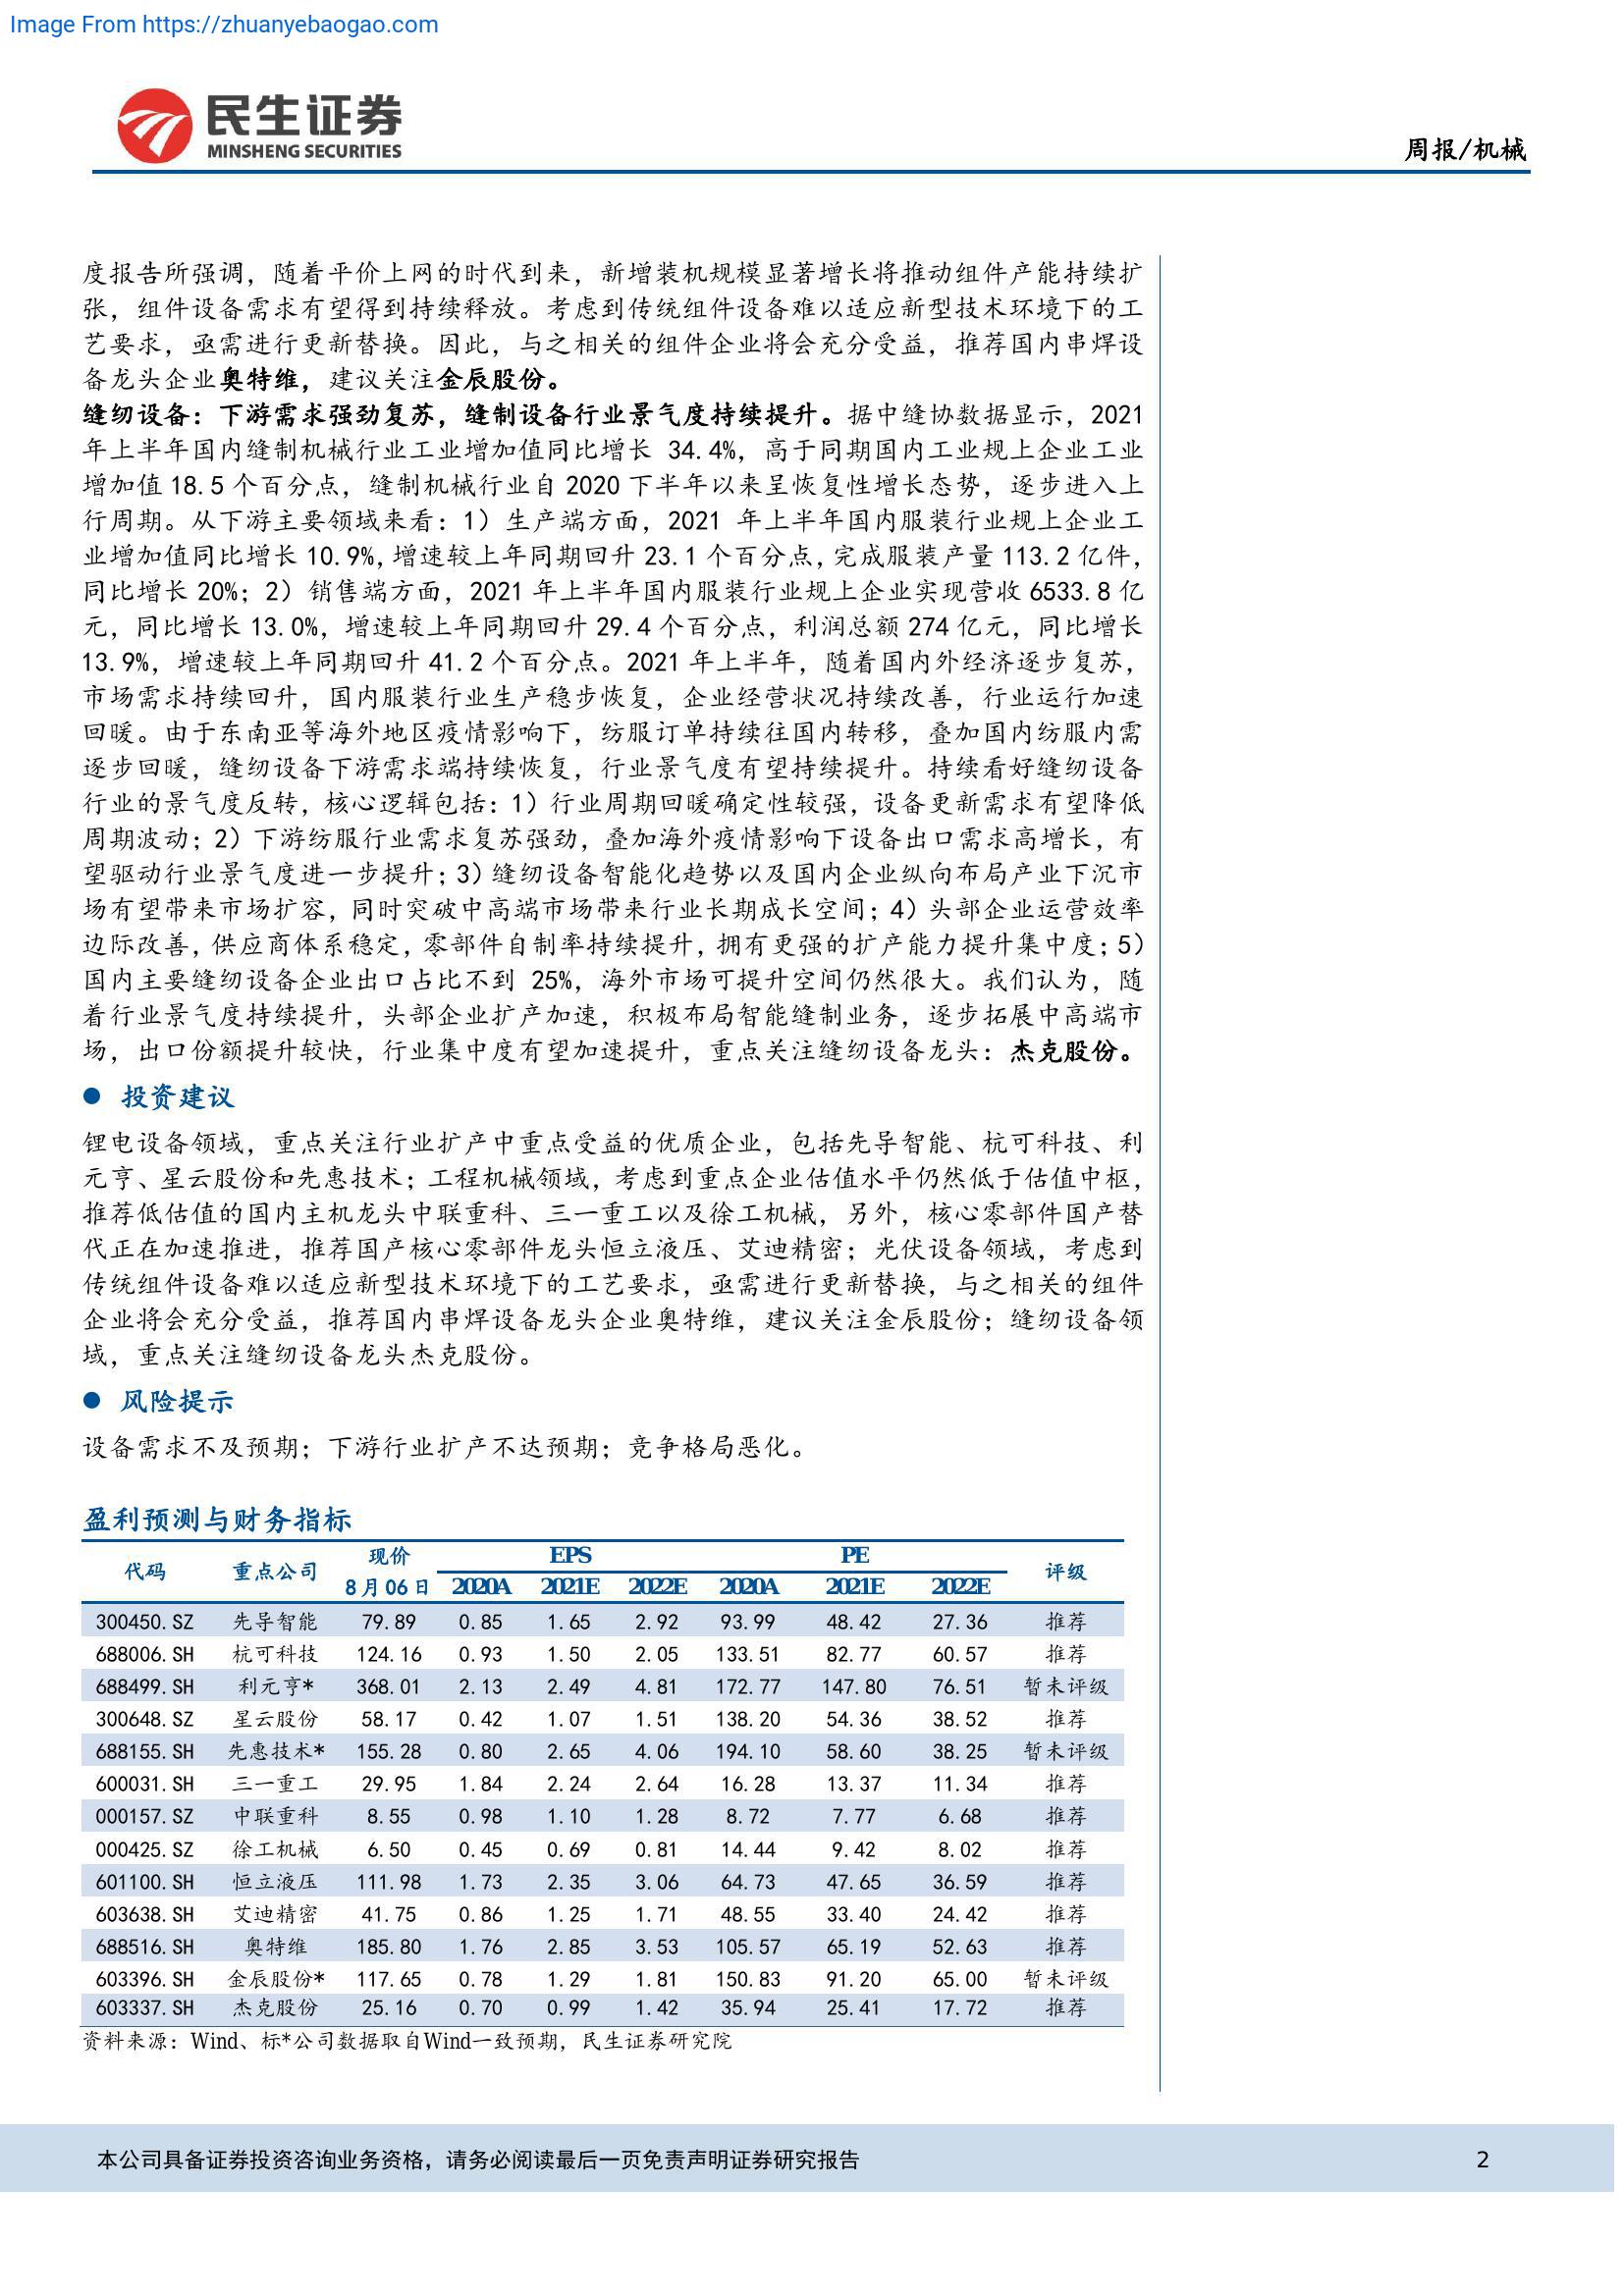 Image From https://zhuanyebaogao.com
民生证券
MINSHENG SECURITIES
周报/机械
度报告所强调，随着平价上网的时代到来，新增装机规模显著增长将推动组件产能持续扩
张，组件设备需求有望得到持续释放。考虑到传统组件设备难以适应新型技术环境下的工
艺要求，亟需进行更新替换。因此，与之相关的组件企业将会充分受益，推荐国内串焊设
备龙头企业奥特维，建议关注金辰股份。
缝纫设备：下游需求强劲复苏，缝制设备行业景气度持续提升。据中缝协数据显示，2021
年上半年国内缝制机械行业工业增加值同比增长 34.4%，高于同期国内工业规上企业工业
增加值 18.5 个百分点，缝制机械行业自 2020 下半年以来呈恢复性增长态势，逐步进入上
行周期。从下游主要领域来看：1）生产端方面，2021 年上半年国内服装行业规上企业工
业增加值同比增长 10.9%，增速较上年同期回升 23.1 个百分点，完成服装产量 113.2 亿件，
同比增长 20%；2）销售端方面，2021 年上半年国内服装行业规上企业实现营收 6533.8 亿
元，同比增长 13.0%，增速较上年同期回升 29.4 个百分点，利润总额 274 亿元，同比增长
13.9%，增速较上年同期回升 41.2 个百分点。2021 年上半年，随着国内外经济逐步复苏，
市场需求持续回升，国内服装行业生产稳步恢复，企业经营状况持续改善，行业运行加速
回暖。由于东南亚等海外地区疫情影响下，纺服订单持续往国内转移，叠加国内纺服内需
逐步回暖，缝纫设备下游需求端持续恢复，行业景气度有望持续提升。持续看好缝纫设备
行业的景气度反转，核心逻辑包括：1）行业周期回暖确定性较强，设备更新需求有望降低
周期波动；2）下游纺服行业需求复苏强劲，叠加海外疫情影响下设备出口需求高增长，有
望驱动行业景气度进一步提升；3）缝纫设备智能化趋势以及国内企业纵向布局产业下沉市
场有望带来市场扩容，同时突破中高端市场带来行业长期成长空间；4）头部企业运营效率
边际改善，供应商体系稳定，零部件自制率持续提升，拥有更强的扩产能力提升集中度；5）
国内主要缝纫设备企业出口占比不到 25%，海外市场可提升空间仍然很大。我们认为，随
着行业景气度持续提升，头部企业扩产加速，积极布局智能缝制业务，逐步拓展中高端市
场，出口份额提升较快，行业集中度有望加速提升，重点关注缝纫设备龙头：杰克股份。
● 投资建议
锂电设备领域，重点关注行业扩产中重点受益的优质企业，包括先导智能、杭可科技、利
元亨、星云股份和先惠技术；工程机械领域，考虑到重点企业估值水平仍然低于估值中枢，
推荐低估值的国内主机龙头中联重科、三一重工以及徐工机械，另外，核心零部件国产替
代正在加速推进，推荐国产核心零部件龙头恒立液压、艾迪精密；光伏设备领域，考虑到
传统组件设备难以适应新型技术环境下的工艺要求，亟需进行更新替换，与之相关的组件
企业将会充分受益，推荐国内串焊设备龙头企业奥特维，建议关注金辰股份；缝纫设备领
域，重点关注缝纫设备龙头杰克股份。
● 风险提示
设备需求不及预期；下游行业扩产不达预期；竞争格局恶化。
盈利预测与财务指标
代码 重点公司 现价 EPS PE 评级
8月06日 2020A 2021E 2022E 2020A 2021E 2022E
300450.SZ 先导智能 79.89 0.85 1.65 2.92 93.99 48.42 27.36 推荐
688006.SH 杭可科技 124.16 0.93 1.50 2.05 133.51 82.77 60.57 推荐
688499.SH 利元亨* 368.01 2.13 2.49 4.81 172.77 147.80 76.51 暂未评级
300648.SZ 星云股份 58.17 0.42 1.07 1.51 138.20 54.36 38.52 推荐
688155.SH 先惠技术* 155.28 0.80 2.65 4.06 194.10 58.60 38.25 暂未评级
600031.SH 三一重工 29.95 1.84 2.24 2.64 16.28 13.37 11.34 推荐
000157.SZ 中联重科 8.55 0.98 1.10 1.28 8.72 7.77 6.68 推荐
000425.SZ 徐工机械 6.50 0.45 0.69 0.81 14.44 9.42 8.02 推荐
601100.SH 恒立液压 111.98 1.73 2.35 3.06 64.73 47.65 36.59 推荐
603638.SH 艾迪精密 41.75 0.86 1.25 1.71 48.55 33.40 24.42 推荐
688516.SH 奥特维 185.80 1.76 2.85 3.53 105.57 65.19 52.63 推荐
603396.SH 金辰股份* 117.65 0.78 1.29 1.81 150.83 91.20 65.00 暂未评级
603337.SH 杰克股份 25.16 0.70 0.99 1.42 35.94 25.41 17.72 推荐
资料来源：Wind、标*公司数据取自Wind一致预期，民生证券研究院
本公司具备证券投资咨询业务资格，请务必阅读最后一页免责声明证券研究报告 2